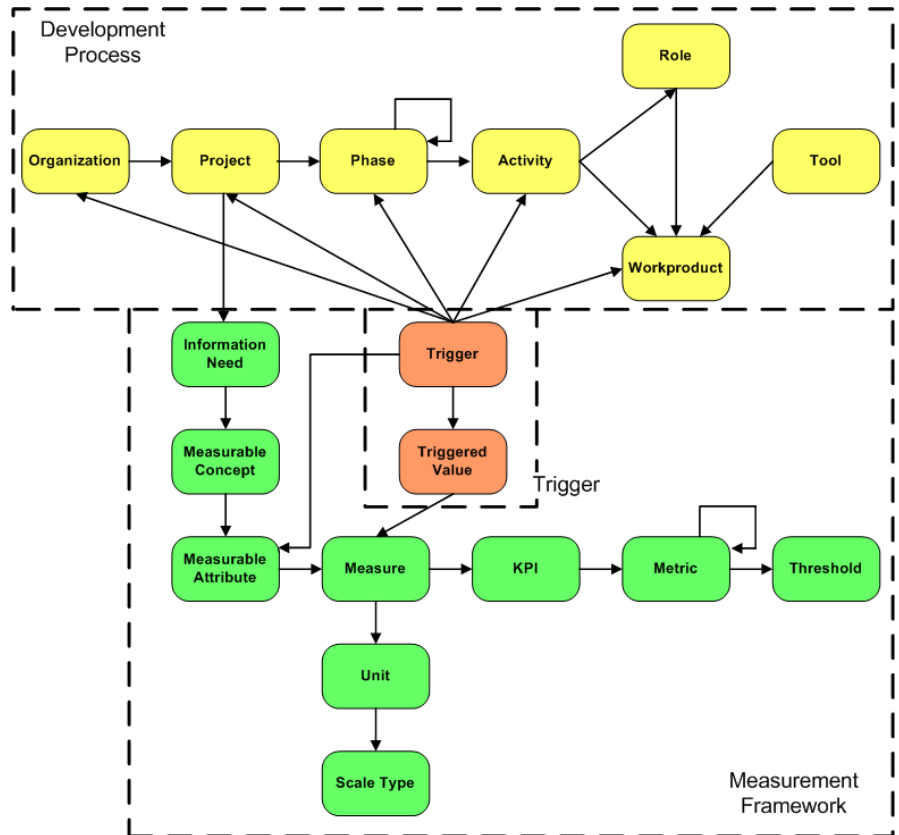 Development
Process
Role
Organization
Project
Phase
Activity
Tool
Workproduct
Information
Need
Trigger
Measurable
Concept
Triggered
Value
Trigger
Measurable
Attribute
Measure
KPI
Metric
Threshold
Unit
Scale Type
Measurement
Framework